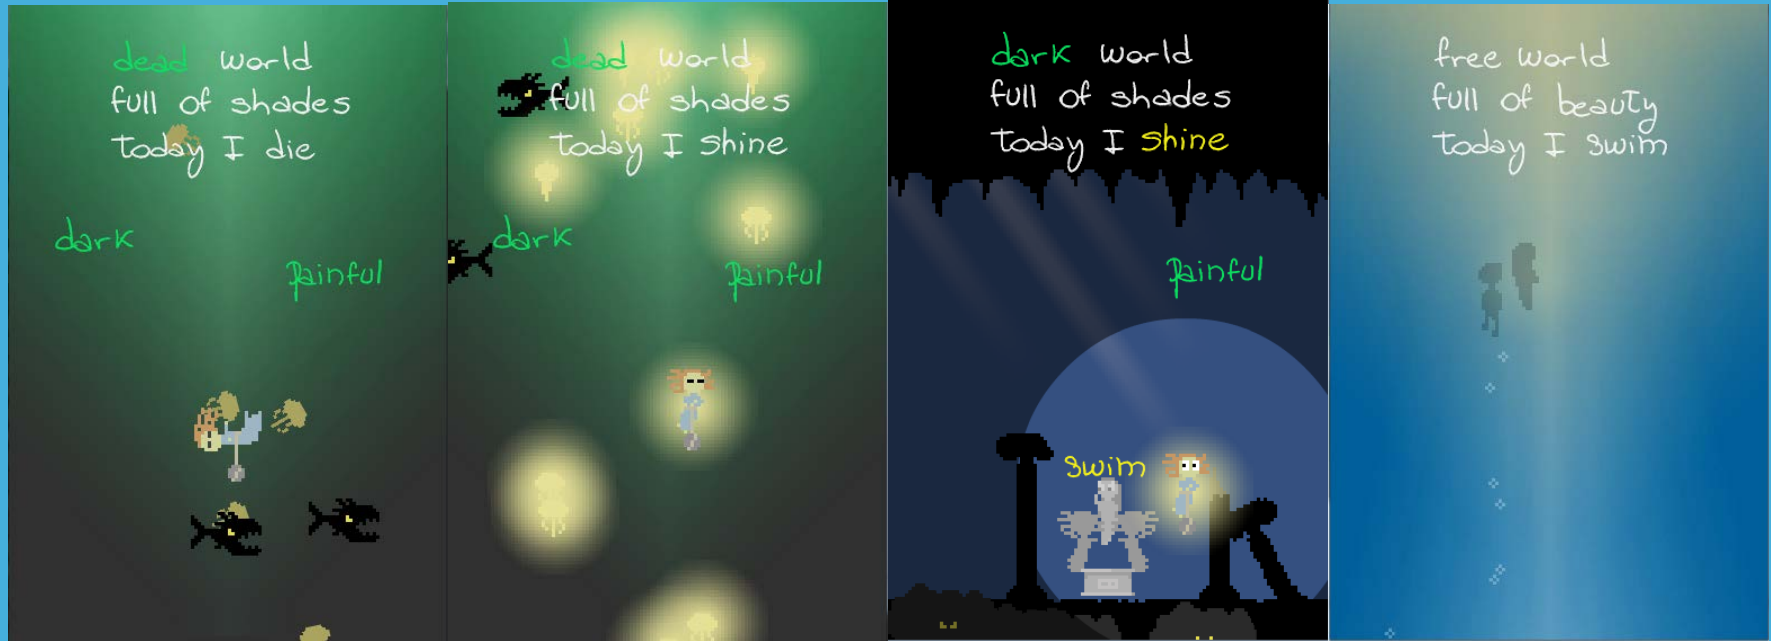 dead world
full of shades
today I die
dark
painful
dead world
full of shades
today I shine
dark
painful
dark world
full of shades
today I shine
painful
swim
free world
full of beauty
today I swim